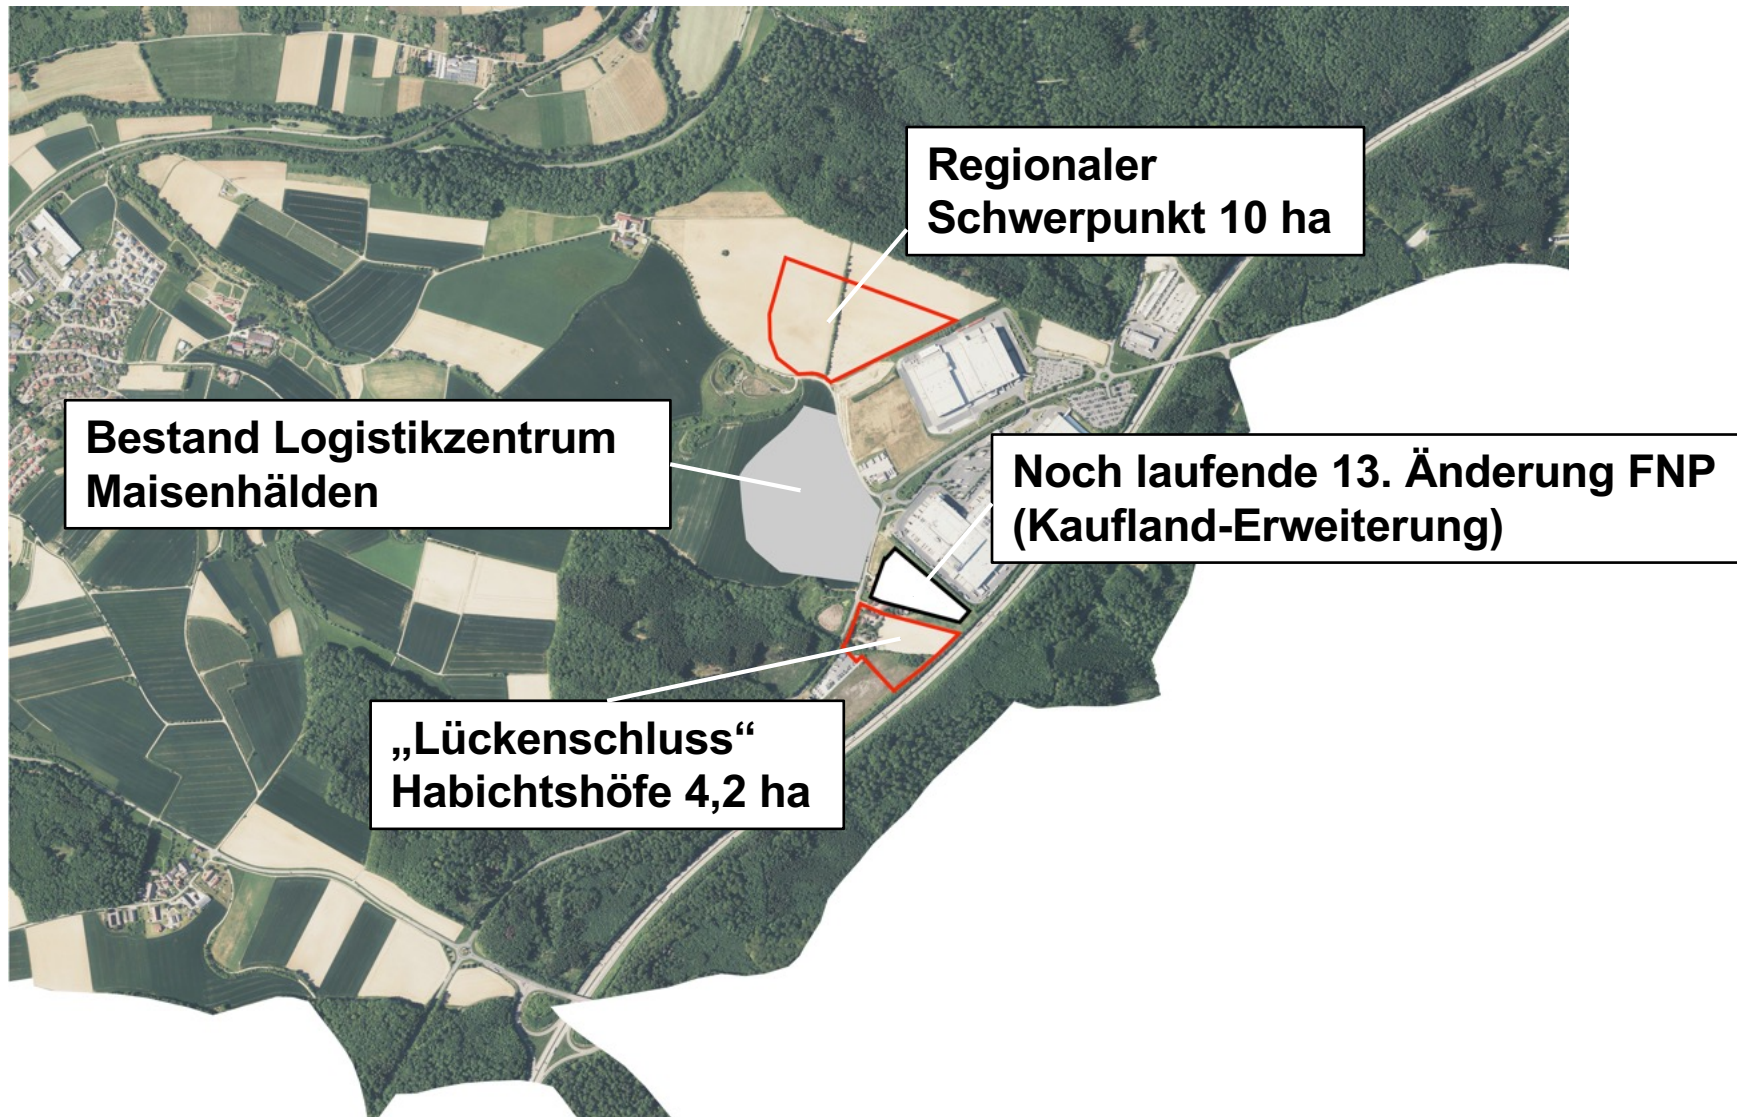 Regionaler
Schwerpunkt 10 ha
Bestand Logistikzentrum
Maisenhälden
Noch laufende 13. Änderung FNP
(Kaufland-Erweiterung)
„Lückenschluss“
Habichtshöfe 4,2 ha